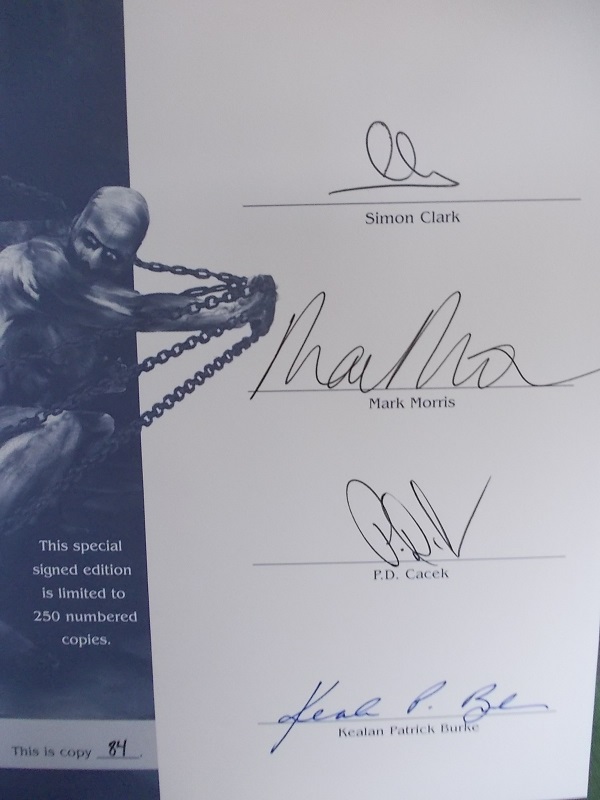 Simon Clark
Mark Morris
P.D. Cacek
Keal P. B
Kealan Patrick Burke
This special
signed edition
is limited to
250 numbered
copies.
This is copy 84.